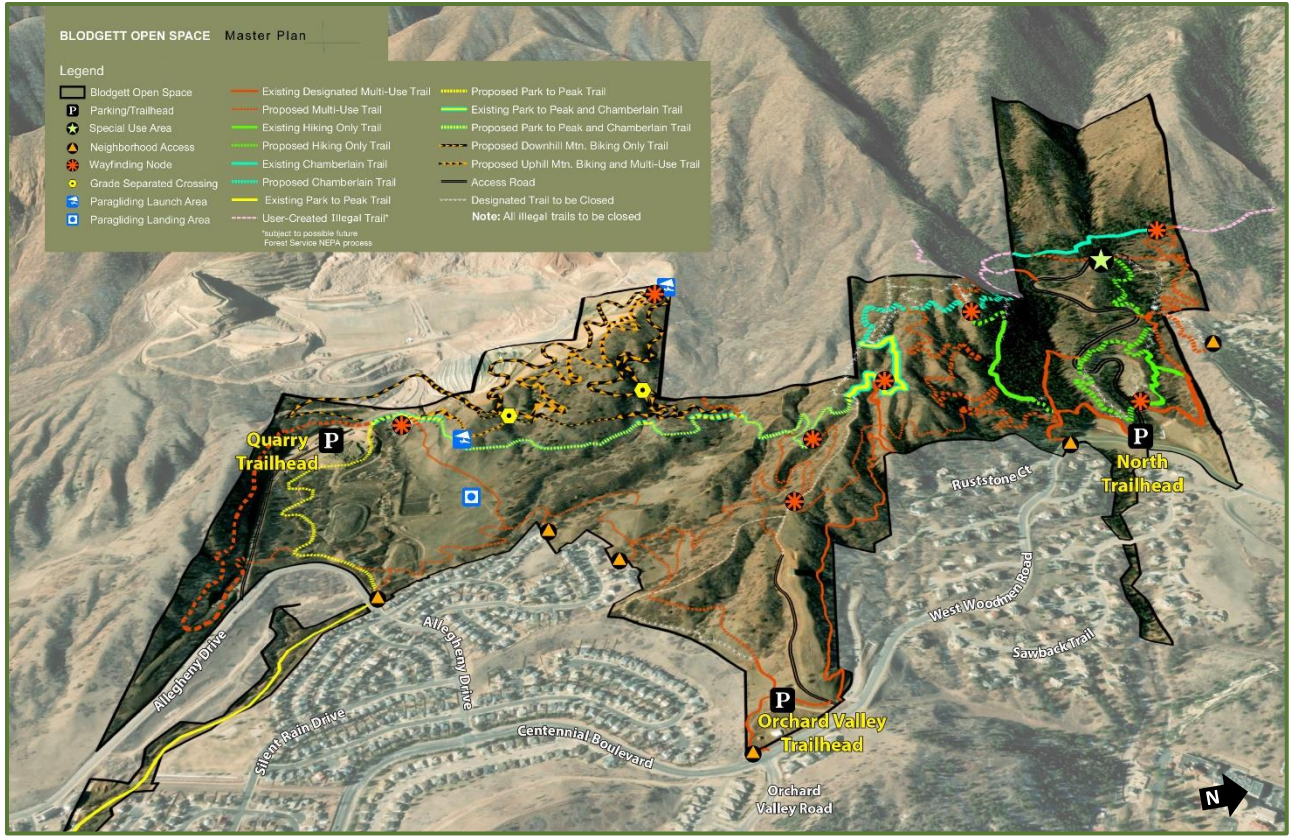 BLODGETT OPEN SPACE Master Plan
Legend
Blodgett Open Space
P Parking/Trailhead
Special Use Area
Neighborhood Access
Wayfinding Node
Grade Separated Crossing
Paragliding Launch Area
Paragliding Landing Area
Existing Designated Multi-Use Trail
Proposed Multi-Use Trail
Existing Hiking Only Trail
Proposed Hiking Only Trail
Existing Chamberlain Trail
Proposed Chamberlain Trail
Existing Park to Peak Trail
User-Created Illegal Trail*
*subject to possible future
Forest Service NEPA process
Proposed Park to Peak Trail
Existing Park to Peak and Chamberlain Trail
Proposed Park to Peak and Chamberlain Trail
Proposed Downhill Mtn. Biking Only Trail
Proposed Uphill Mtn. Biking and Multi-Use Trail
Access Road
Designated Trail to be Closed
Note: All illegal trails to be closed
Quarry
Trailhead
P
P
North
Trailhead
Rustsone Ct
West Woodmen Road
Sawback Trail
Allegheny Drive
Allegheny Drive
Silent Rain Drive
Centennial Boulevard
P
Orchard Valley
Trailhead
Orchard
Valley Road
N